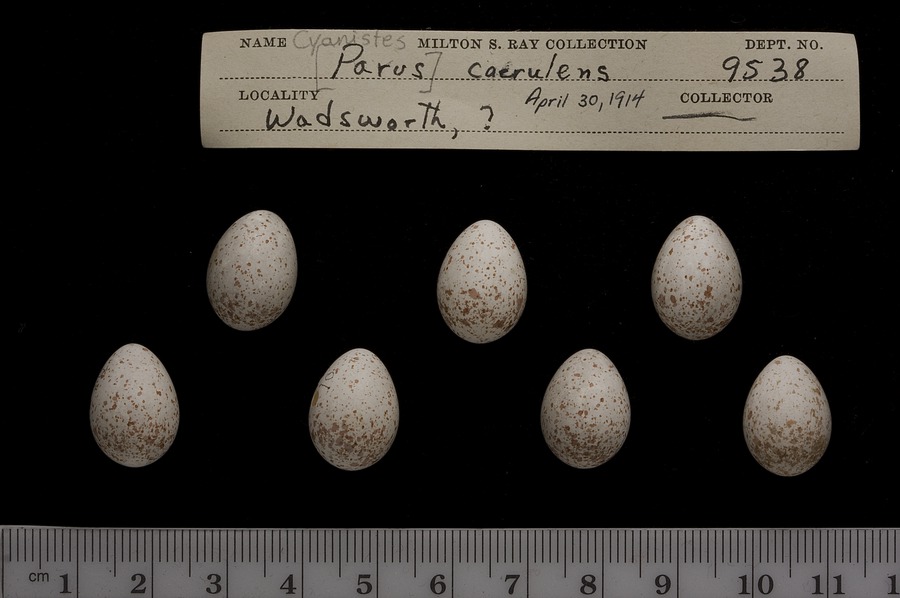 NAME Cyanistes MILTON S. RAY COLLECTION DEPT. NO.
[Parus] caerulens 9538
LOCALITY April 30, 1914 COLLECTOR
Wadsworth, ?
cm 1 2 3 4 5 6 7 8 9 10 11 1